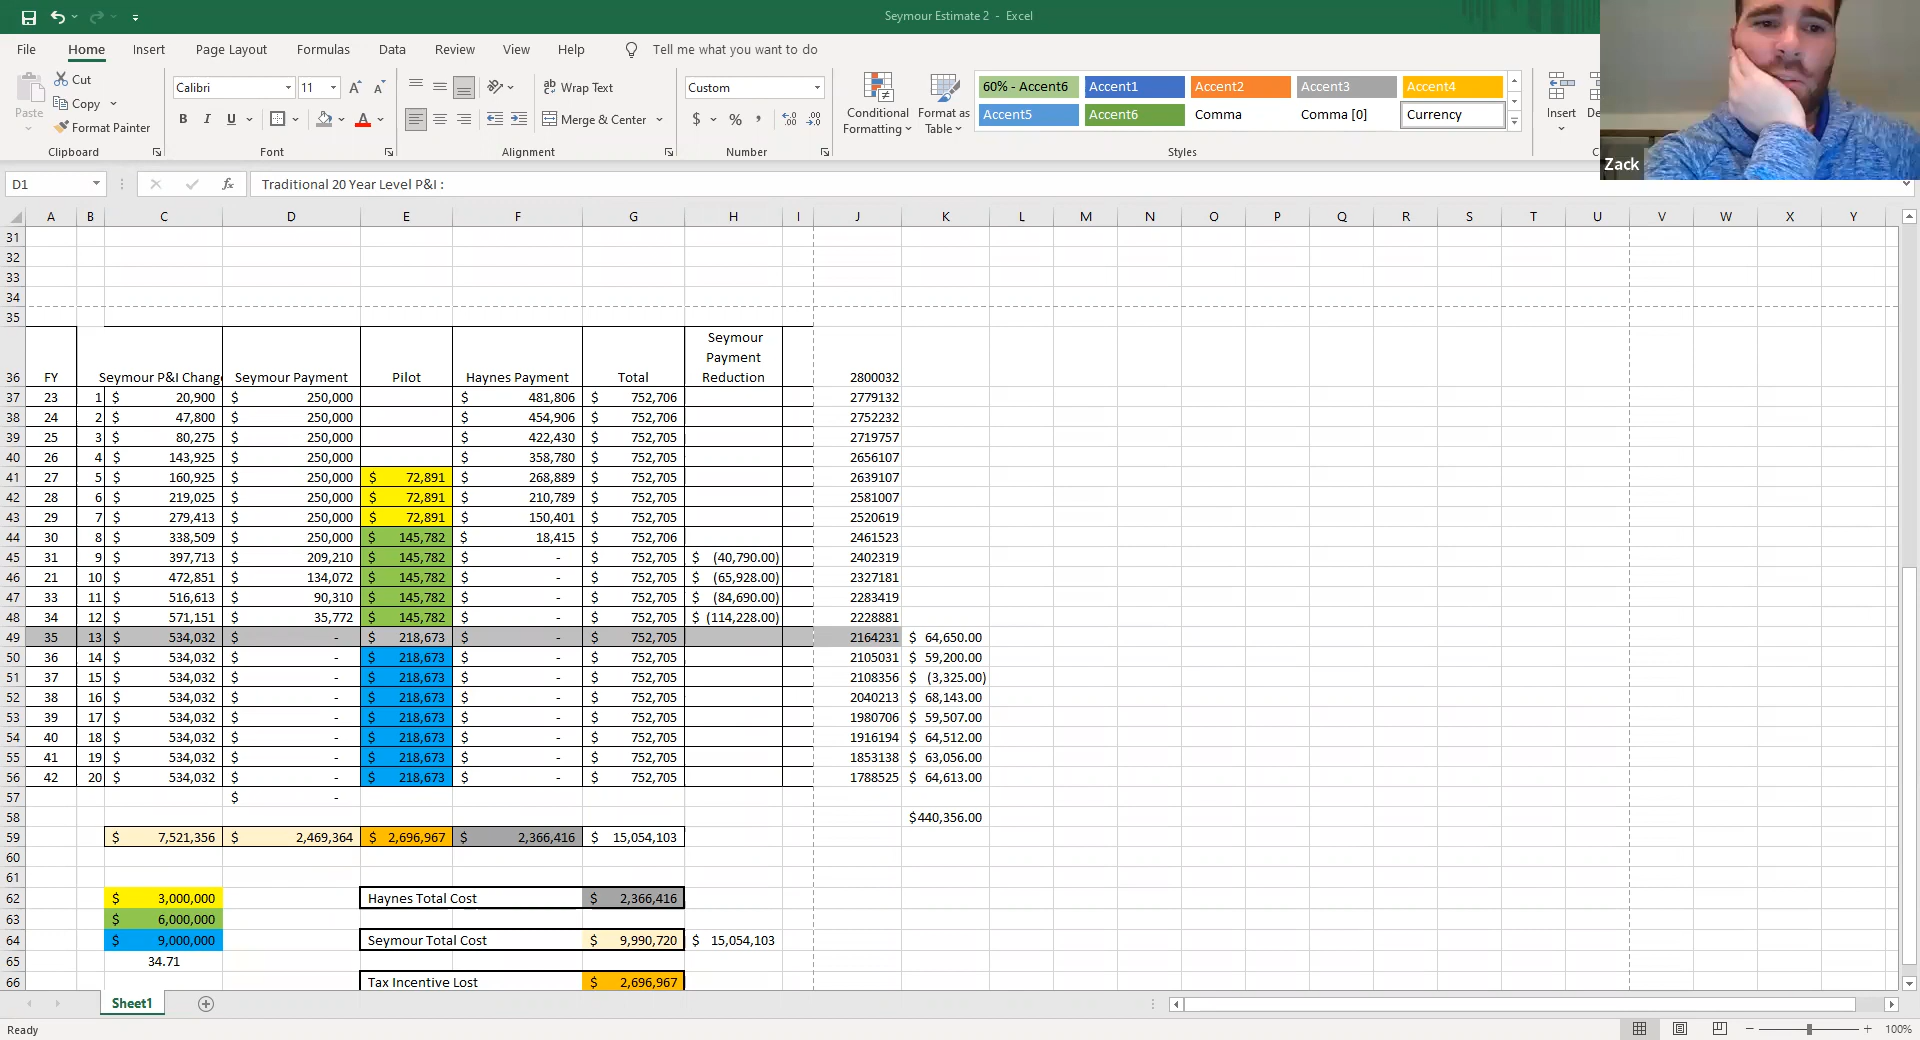 Seymour Estimate 2 - Excel
File Home Insert Page Layout Formulas Data Review View Help Tell me what you want to do
Paste
Cut
Copy
Format Painter
Calibri 11
B I U
Wrap Text
Merge & Center
Custom
$ % ,
Conditional
Formatting
Format as
Table
60% - Accent6 Accent1 Accent2 Accent3 Accent4
Accent5 Accent6 Comma Comma [0] Currency
Insert
Clipboard Font Alignment Number Styles
Zack
D1 fx Traditional 20 Year Level P&I :
A B C D E F G H I J K L M N O P Q R S T U V W X Y
31
32
33
34
35
Seymour
Payment
36 FY Seymour P&I Chang Seymour Payment Pilot Haynes Payment Total Reduction 2800032
37 23 1 $ 20,900 $ 250,000 $ 481,806 $ 752,706 2779132
38 24 2 $ 47,800 $ 250,000 $ 454,906 $ 752,706 2752232
39 25 3 $ 80,275 $ 250,000 $ 422,430 $ 752,705 2719757
40 26 4 $ 143,925 $ 250,000 $ 358,780 $ 752,705 2656107
41 27 5 $ 160,925 $ 250,000 $ 72,891 $ 268,889 $ 752,705 2639107
42 28 6 $ 219,025 $ 250,000 $ 72,891 $ 210,789 $ 752,705 2581007
43 29 7 $ 279,413 $ 250,000 $ 72,891 $ 150,401 $ 752,705 2520619
44 30 8 $ 338,509 $ 250,000 $ 145,782 $ 18,415 $ 752,706 2461523
45 31 9 $ 397,713 $ 209,210 $ 145,782 $ - $ 752,705 $ (40,790.00) 2402319
46 21 10 $ 472,851 $ 134,072 $ 145,782 $ - $ 752,705 $ (65,928.00) 2327181
47 33 11 $ 516,613 $ 90,310 $ 145,782 $ - $ 752,705 $ (84,690.00) 2283419
48 34 12 $ 571,151 $ 35,772 $ 145,782 $ - $ 752,705 $ (114,228.00) 2228881
49 35 13 $ 534,032 $ - $ 218,673 $ - $ 752,705 2164231 $ 64,650.00
50 36 14 $ 534,032 $ - $ 218,673 $ - $ 752,705 2105031 $ 59,200.00
51 37 15 $ 534,032 $ - $ 218,673 $ - $ 752,705 2108356 $ (3,325.00)
52 38 16 $ 534,032 $ - $ 218,673 $ - $ 752,705 2040213 $ 68,143.00
53 39 17 $ 534,032 $ - $ 218,673 $ - $ 752,705 1980706 $ 59,507.00
54 40 18 $ 534,032 $ - $ 218,673 $ - $ 752,705 1916194 $ 64,512.00
55 41 19 $ 534,032 $ - $ 218,673 $ - $ 752,705 1853138 $ 63,056.00
56 42 20 $ 534,032 $ - $ 218,673 $ - $ 752,705 1788525 $ 64,613.00
57 $ -
58 $440,356.00
59 $ 7,521,356 $ 2,469,364 $ 2,696,967 $ 2,366,416 $ 15,054,103
60
61
62 $ 3,000,000 Haynes Total Cost $ 2,366,416
63 $ 6,000,000
64 $ 9,000,000 Seymour Total Cost $ 9,990,720 $ 15,054,103
65 34.71
66 Tax Incentive Lost $ 2,696,967
Sheet1
Ready 100%